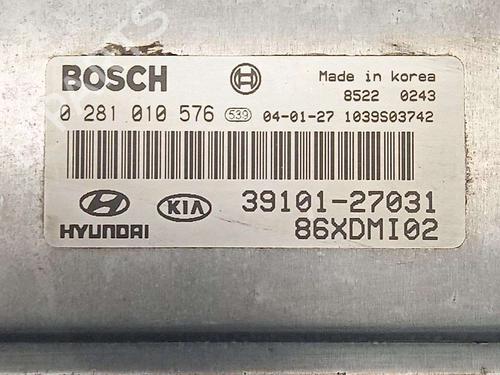 BOSCH
Made in Korea
8522 0243
0 281 010 576 539 04-01-27 1039S03742
HYUNDAI KIA 39101-27031
86XDMI02